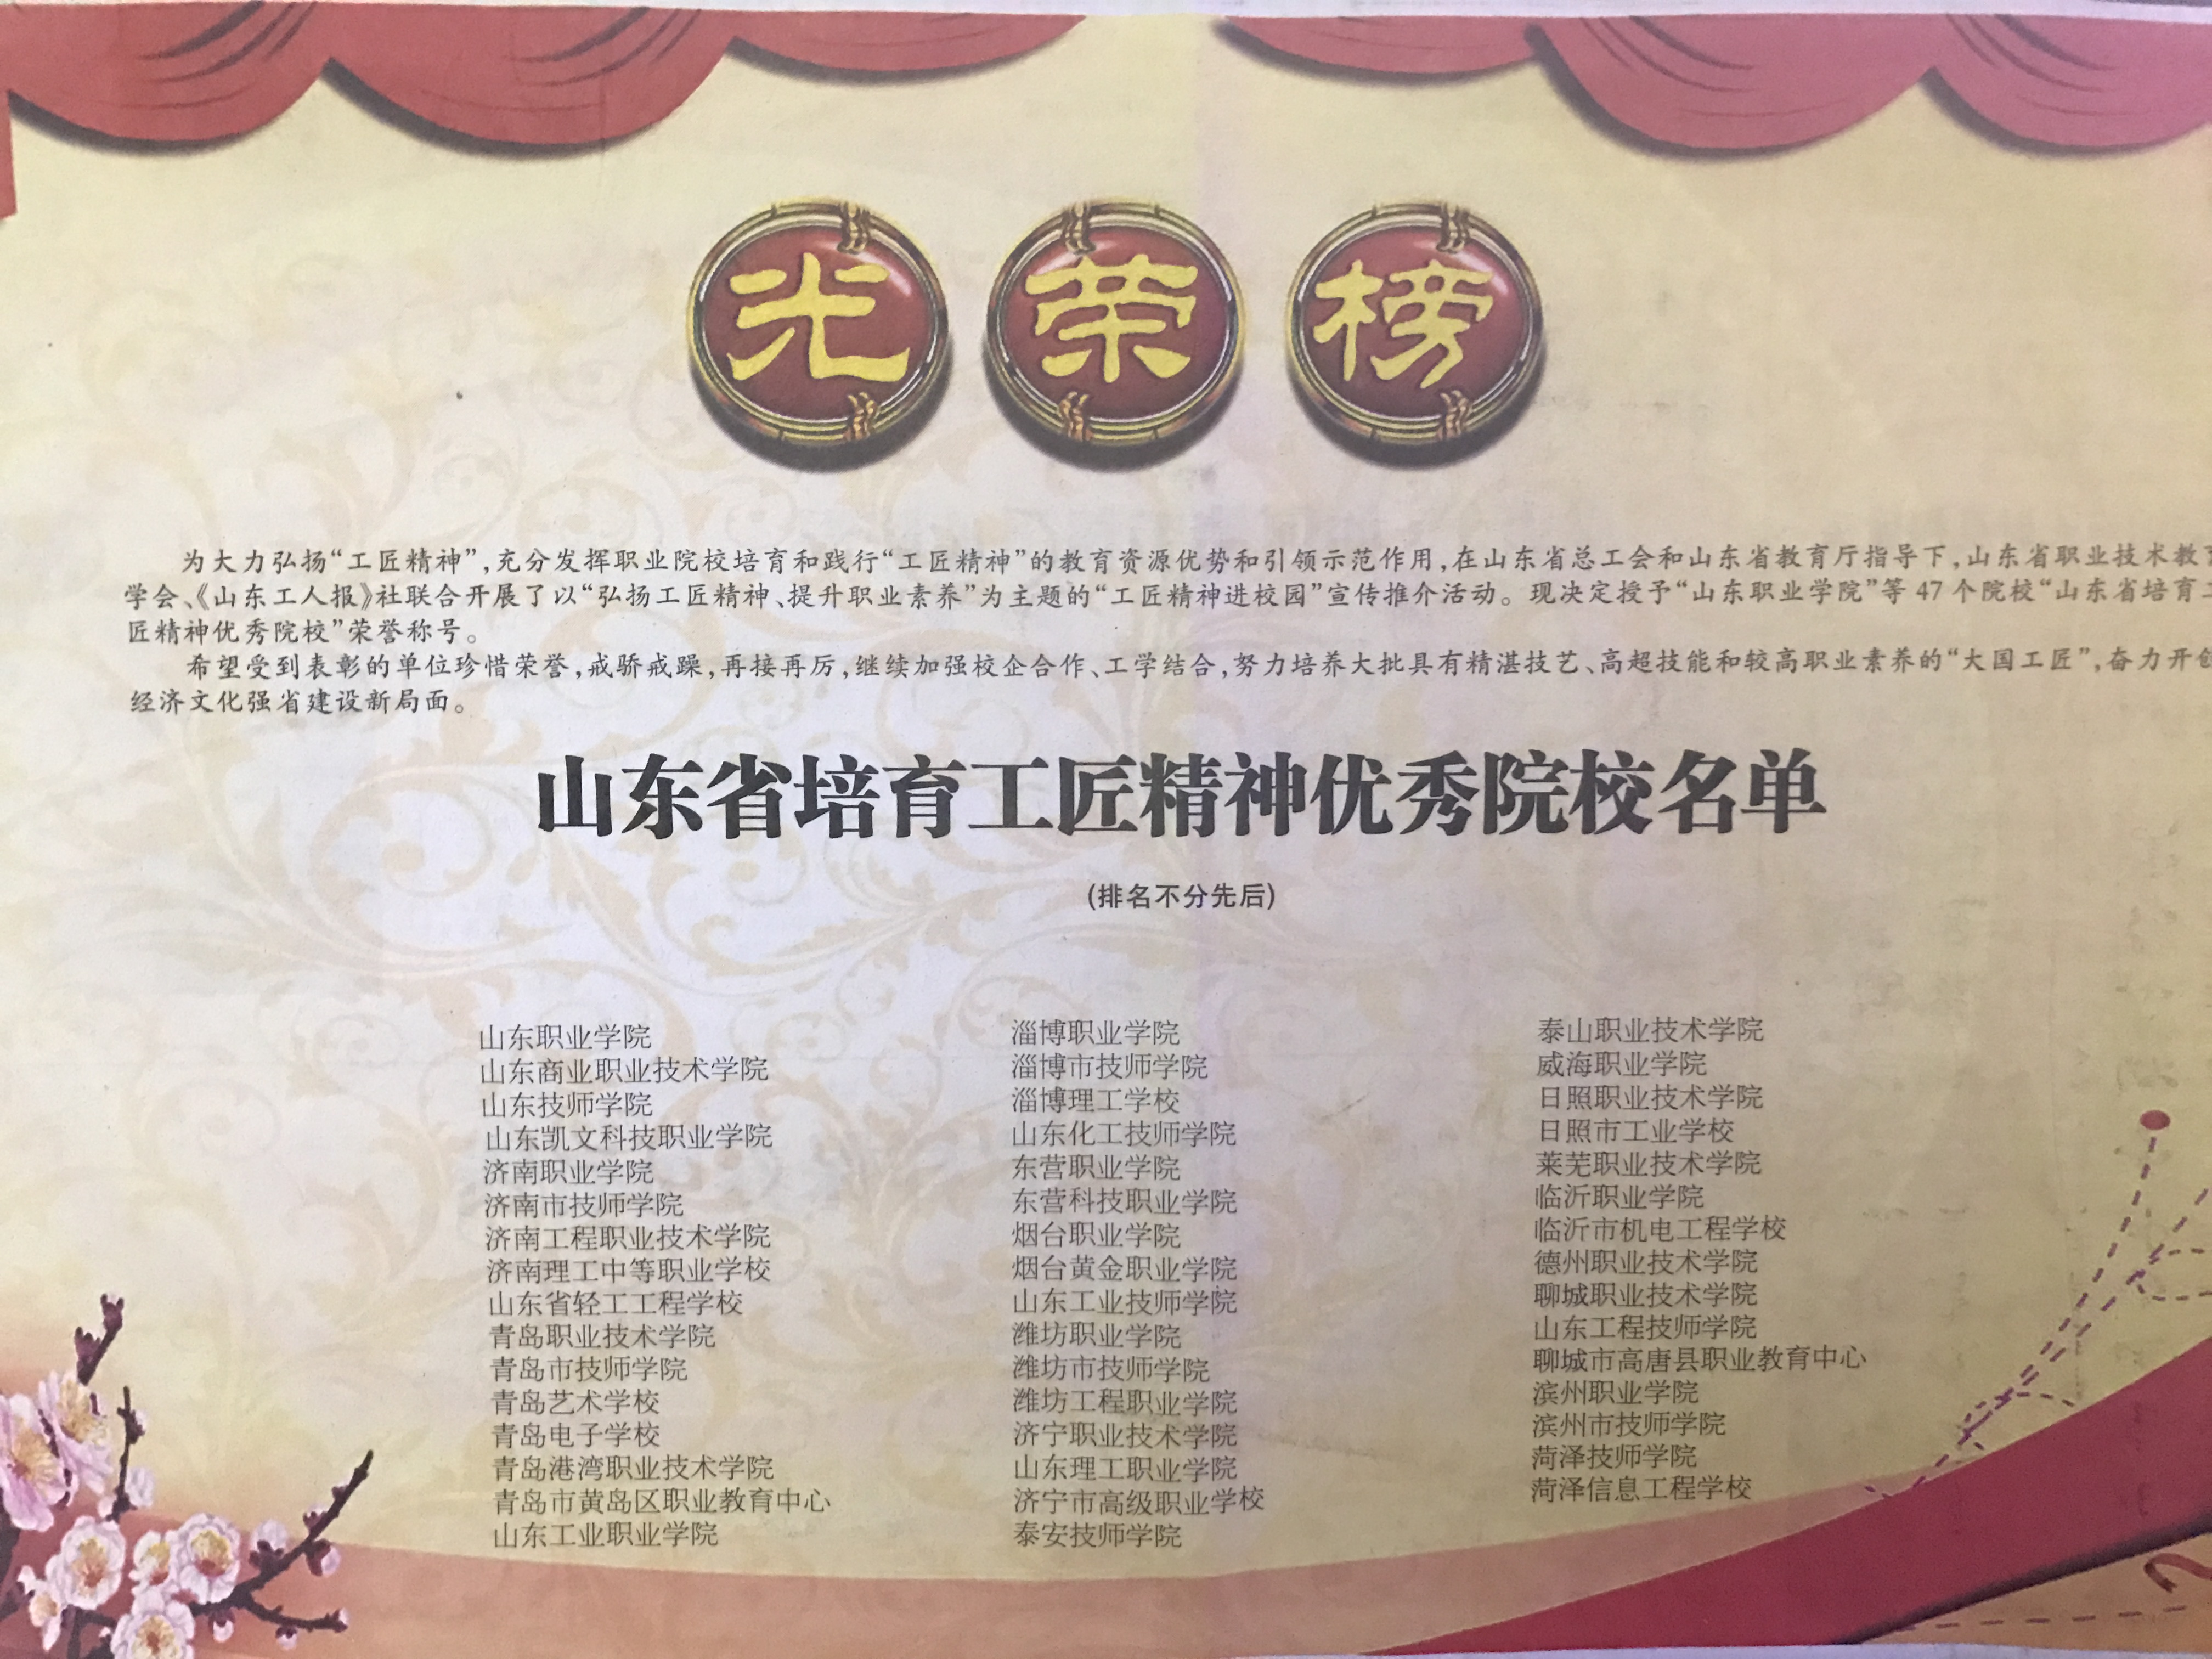 光荣榜
为大力弘扬“工匠精神”,充分发挥职业院校培育和践行“工匠精神”的教育资源优势和引领示范作用,在山东省总工会和山东省教育厅指导下,山东省职业技术教育
学会、《山东工人报》社联合开展了以“弘扬工匠精神、提升职业素养”为主题的“工匠精神进校园”宣传推介活动。现决定授予“山东职业学院”等 47 个院校“山东省培育工
匠精神优秀院校”荣誉称号。
希望受到表彰的单位珍惜荣誉,戒骄戒躁,再接再厉,继续加强校企合作、工学结合,努力培养大批具有精湛技艺、高超技能和较高职业素养的“大国工匠”,奋力开创
经济文化强省建设新局面。
山东省培育工匠精神优秀院校名单
(排名不分先后)
山东职业学院
山东商业职业技术学院
山东技师学院
山东凯文科技职业学院
济南职业学院
济南市技师学院
济南工程职业技术学院
济南理工中等职业学校
山东省轻工工程学校
青岛职业技术学院
青岛市技师学院
青岛艺术学校
青岛电子学校
青岛港湾职业技术学院
青岛市黄岛区职业教育中心
山东工业职业学院
淄博职业学院
淄博市技师学院
淄博理工学校
山东化工技师学院
东营职业学院
东营科技职业学院
烟台职业学院
烟台黄金职业学院
山东工业技师学院
潍坊职业学院
潍坊市技师学院
潍坊工程职业学院
济宁职业技术学院
山东理工职业学院
济宁市高级职业学校
泰安技师学院
泰山职业技术学院
威海职业学院
日照职业技术学院
日照市工业学校
莱芜职业技术学院
临沂职业学院
临沂市机电工程学校
德州职业技术学院
聊城职业技术学院
山东工程技师学院
聊城市高唐县职业教育中心
滨州职业学院
滨州市技师学院
菏泽技师学院
菏泽信息工程学校